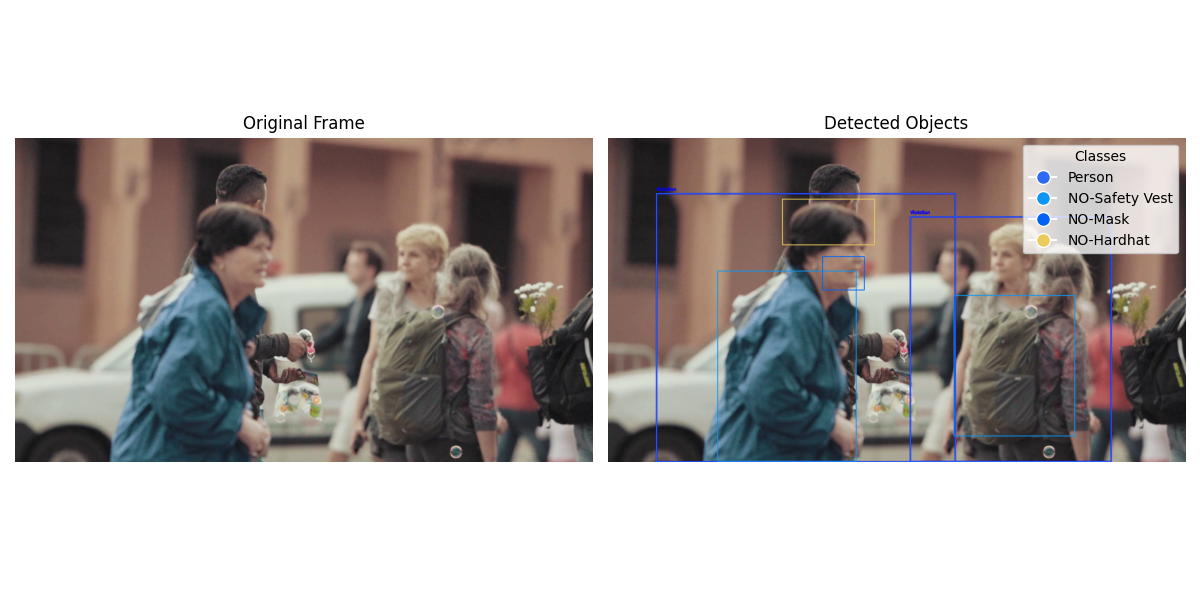 Original Frame
Detected Objects
Classes
Person
NO-Safety Vest
NO-Mask
NO-Hardhat